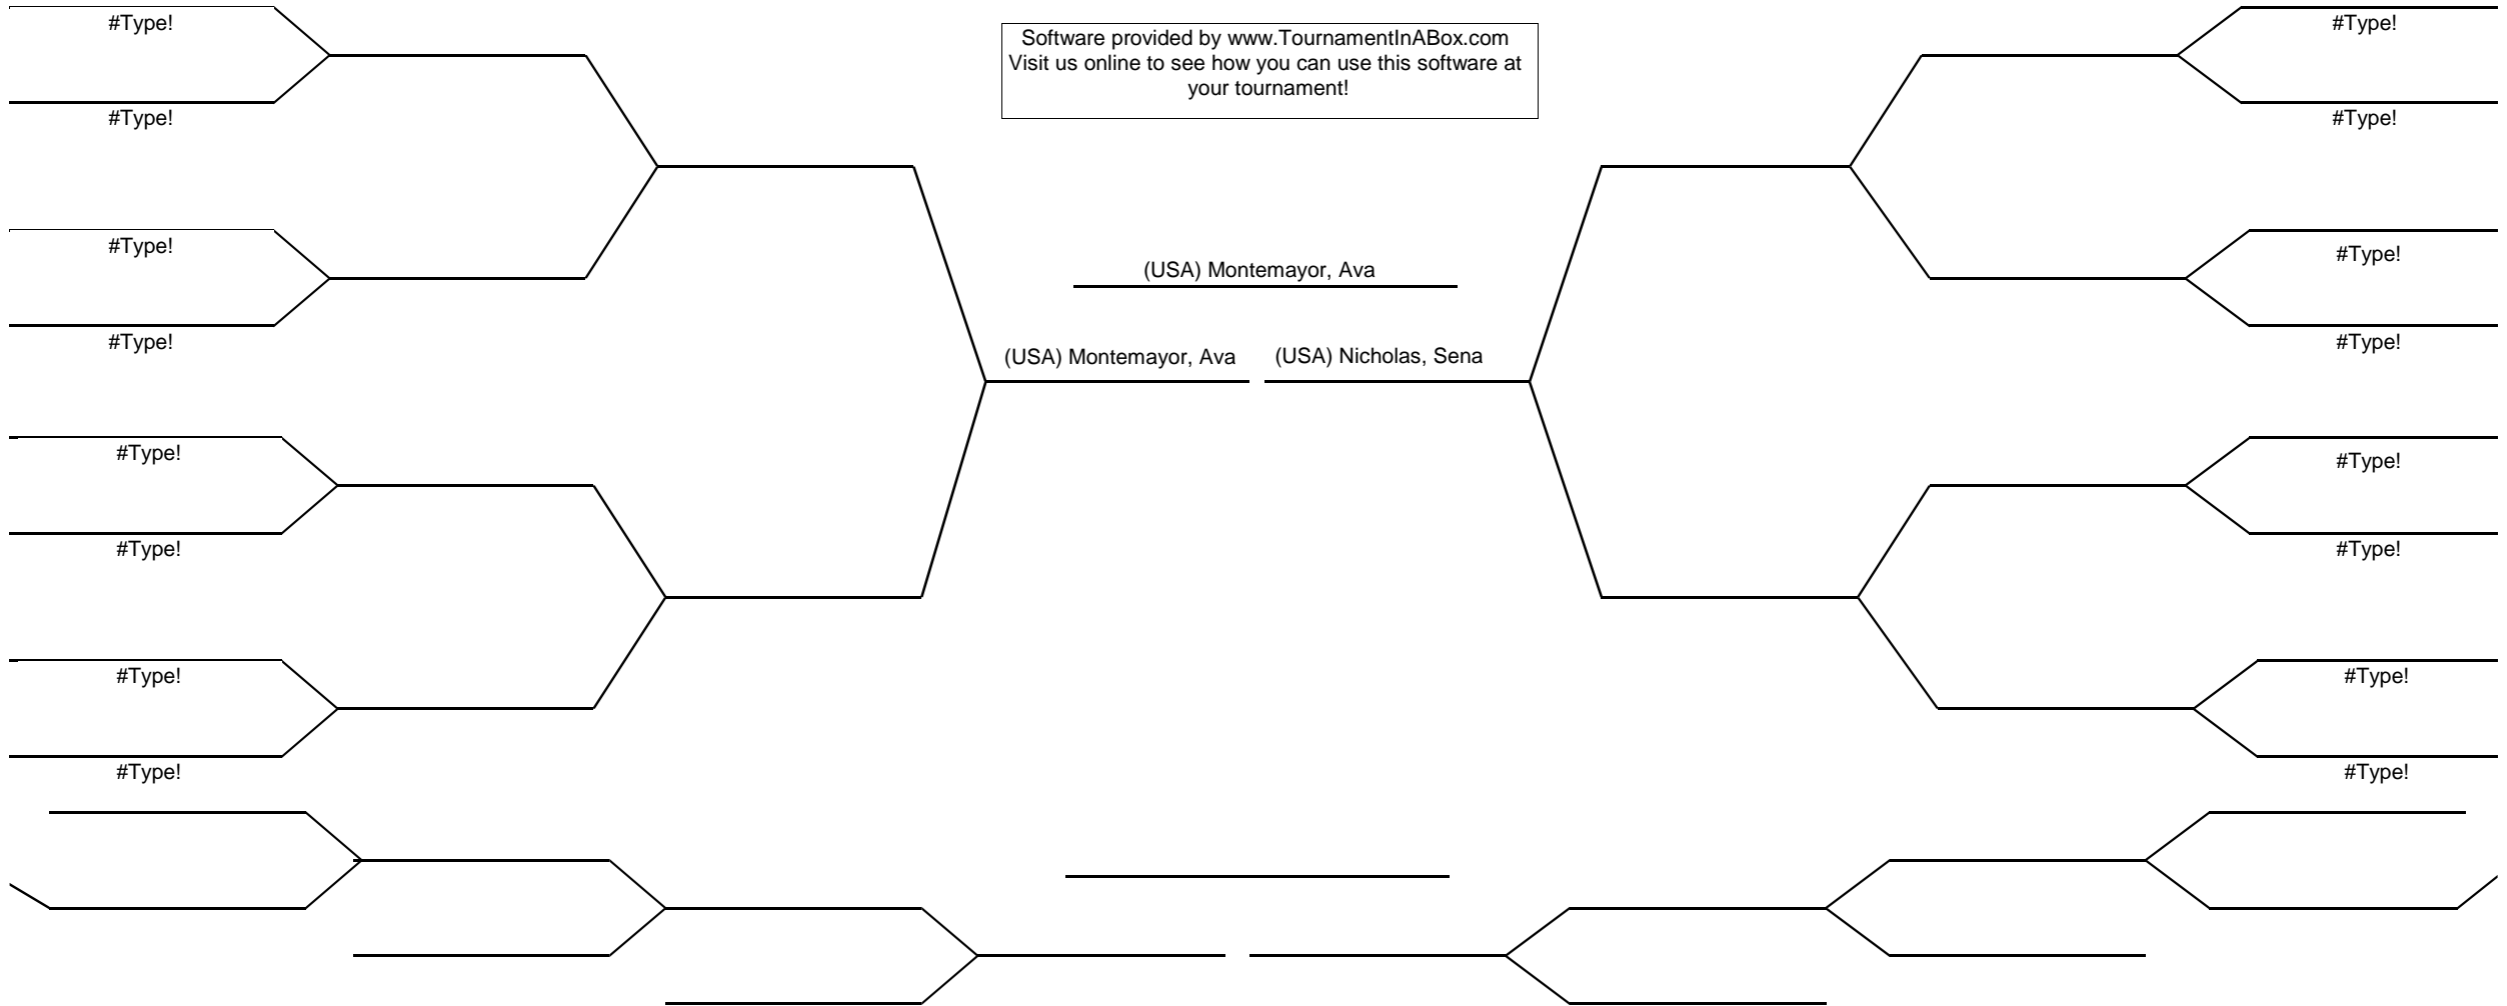 #Type!
Software provided by www.TournamentInABox.com
Visit us online to see how you can use this software at
your tournament!
#Type!
#Type!
#Type!
#Type!
#Type!
(USA) Montemayor, Ava
#Type!
#Type!
(USA) Montemayor, Ava
(USA) Nicholas, Sena
#Type!
#Type!
#Type!
#Type!
#Type!
#Type!
#Type!
#Type!
#Type!